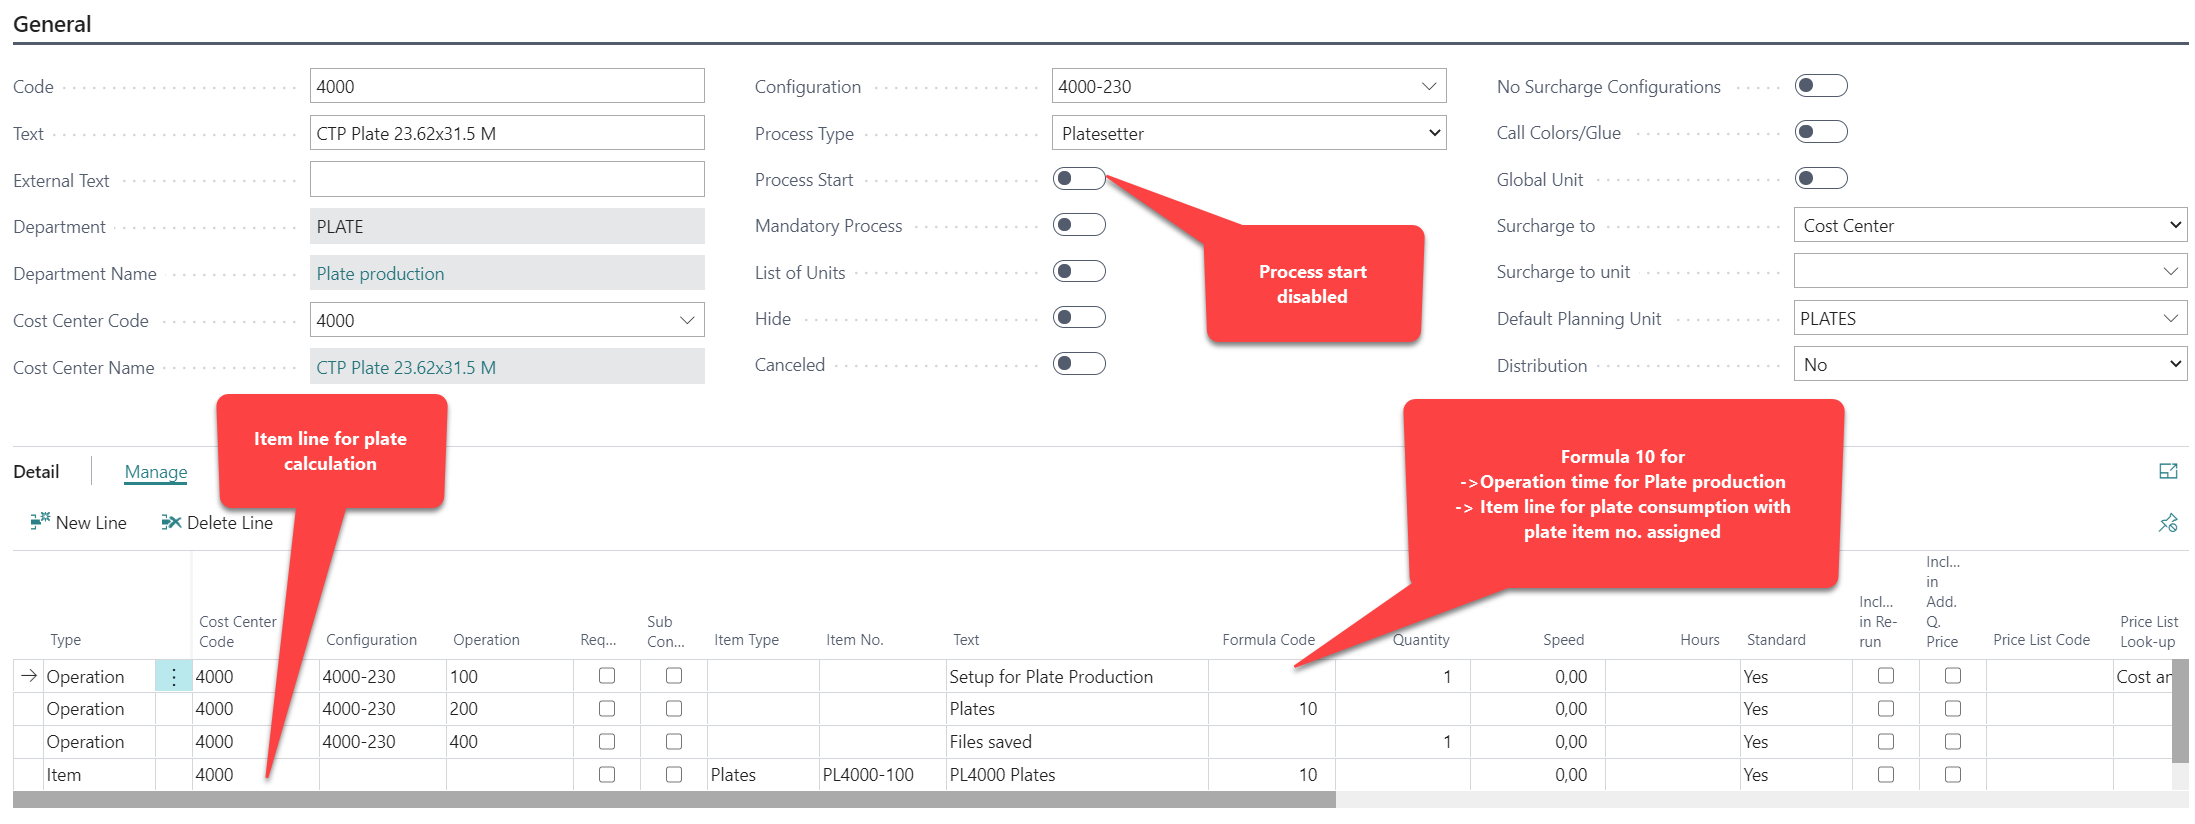 General
Code
4000
Configuration
4000-230
No Surcharge Configurations
Text
CTP Plate 23.62x31.5 M
Process Type
Platesetter
Call Colors/Glue
External Text
Process Start
Global Unit
Department
PLATE
Mandatory Process
Surcharge to
Cost Center
Department Name
Plate production
List of Units
Surcharge to unit
Cost Center Code
4000
Hide
Default Planning Unit
PLATES
Cost Center Name
CTP Plate 23.62x31.5 M
Canceled
Distribution
No
Process start
disabled
Item line for plate
calculation
Formula 10 for
->Operation time for Plate production
-> Item line for plate consumption with
plate item no. assigned
Detail
Manage
New Line
Delete Line
Type
Cost Center
Code
Configuration
Operation
Req...
Sub
Con...
Item Type
Item No.
Text
Formula Code
Quantity
Speed
Hours
Standard
Incl...
in Re-
run
Incl...
in
Add.
Q.
Price
Price List Code
Price List
Look-up
Operation 4000 4000-230 100 Setup for Plate Production 1 0,00 Yes Cost ar
Operation 4000 4000-230 200 Plates 10 0,00 Yes
Operation 4000 4000-230 400 Files saved 1 0,00 Yes
Item 4000 Plates PL4000-100 PL4000 Plates 10 0,00 Yes